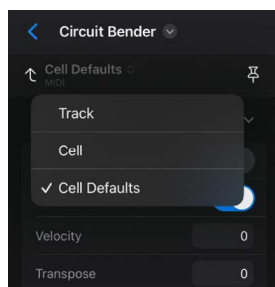 Circuit Bender
Cell Defaults
MIDI
Track
Cell
Cell Defaults
Velocity 0
Transpose 0